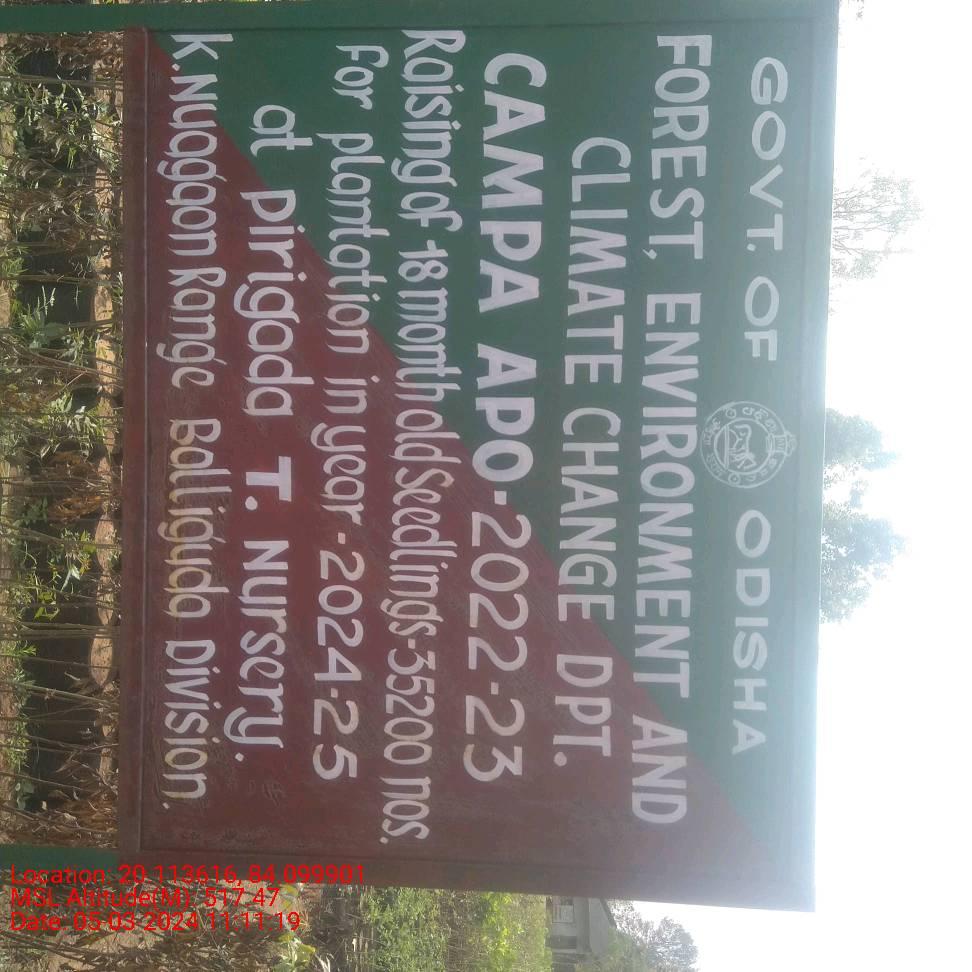 GOVT. OF ODISHA
FOREST, ENVIRONMENT AND
CLIMATE CHANGE DPT.
CAMPA APO-2022-23
Raising of 18 month old Seedlings-35200 nos.
For plantation in year-2024-25
at Pirigada T. Nursery.
K.Nuagaon Range Balliguda Division.
Location: 20.113616, 84.099901
MSL Altitude(M): 517.47
Date: 05-03-2024 11:11:19